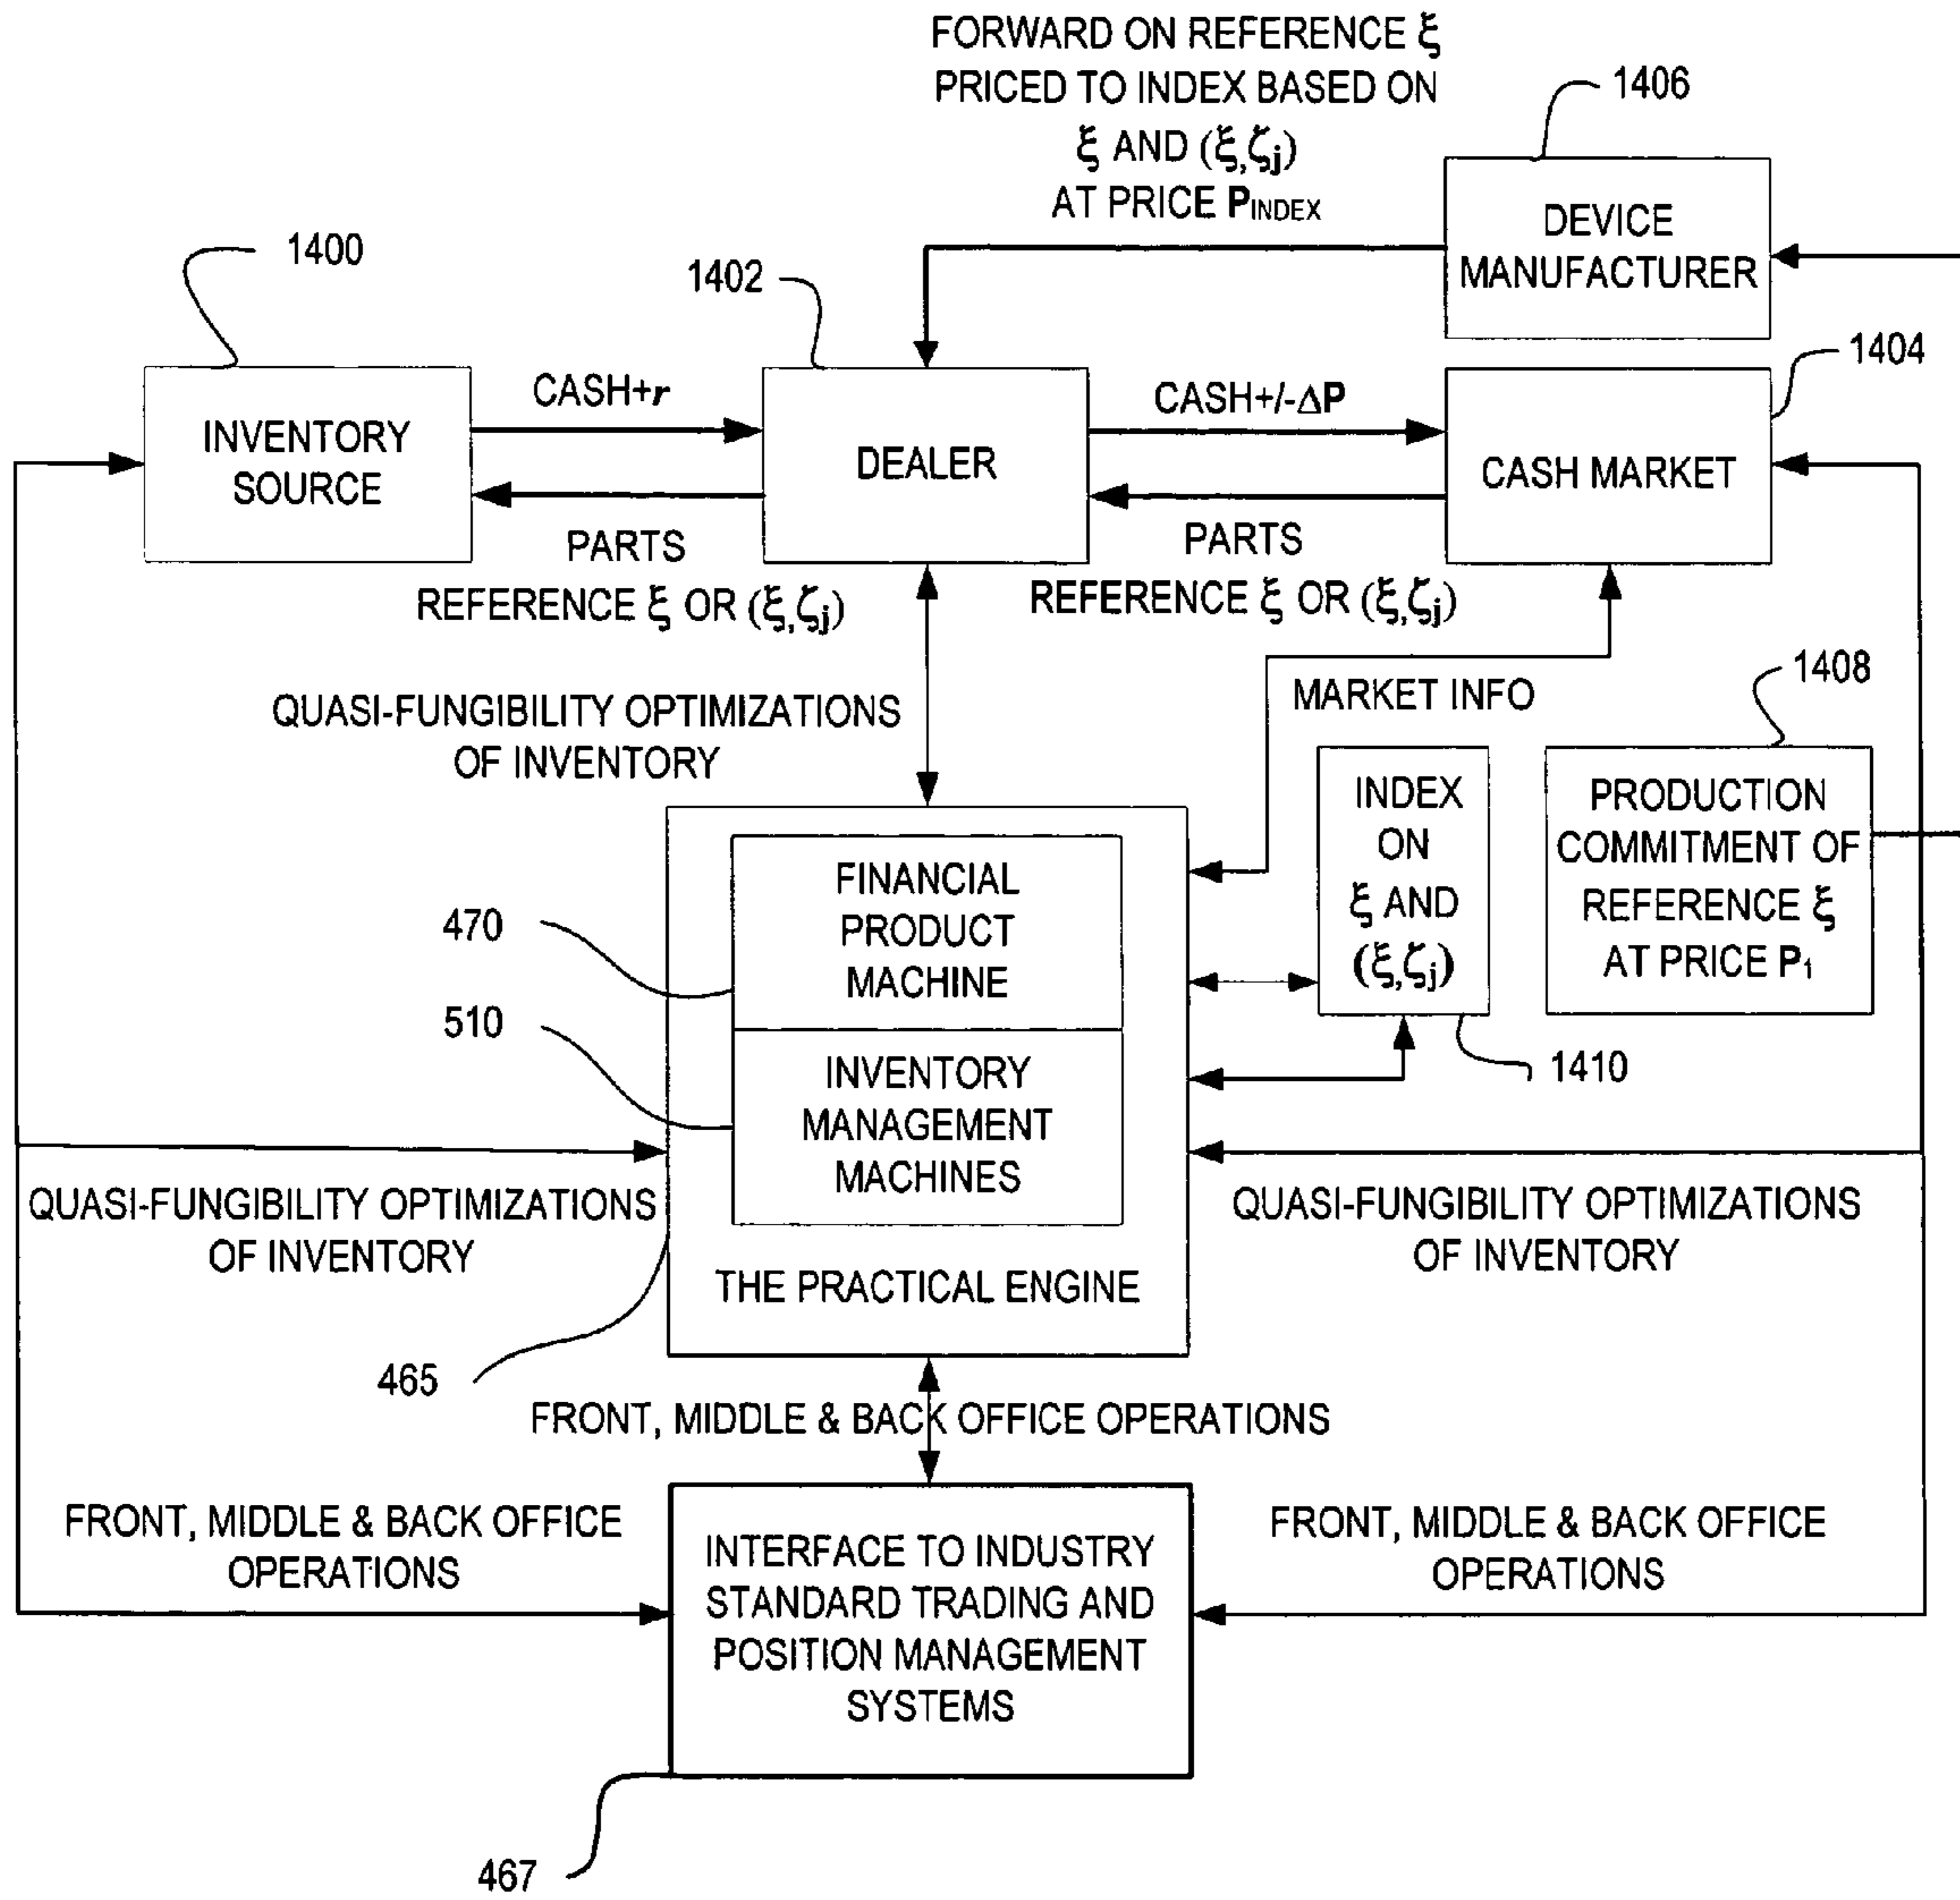 FORWARD ON REFERENCE ξ
PRICED TO INDEX BASED ON
ξ AND (ξ,ζj)
AT PRICE PINDEX
1406
DEVICE
MANUFACTURER
1400
1402
1404
INVENTORY
SOURCE
CASH+r
DEALER
CASH+/-ΔP
CASH MARKET
PARTS
REFERENCE ξ OR (ξ,ζj)
PARTS
REFERENCE ξ OR (ξ,ζj)
QUASI-FUNGIBILITY OPTIMIZATIONS
OF INVENTORY
MARKET INFO
1408
INDEX
ON
ξ AND
(ξ,ζj)
1410
PRODUCTION
COMMITMENT OF
REFERENCE ξ
AT PRICE P1
470
FINANCIAL
PRODUCT
MACHINE
510
INVENTORY
MANAGEMENT
MACHINES
THE PRACTICAL ENGINE
465
QUASI-FUNGIBILITY OPTIMIZATIONS
OF INVENTORY
QUASI-FUNGIBILITY OPTIMIZATIONS
OF INVENTORY
FRONT, MIDDLE & BACK OFFICE OPERATIONS
FRONT, MIDDLE & BACK OFFICE
OPERATIONS
INTERFACE TO INDUSTRY
STANDARD TRADING AND
POSITION MANAGEMENT
SYSTEMS
FRONT, MIDDLE & BACK OFFICE
OPERATIONS
467